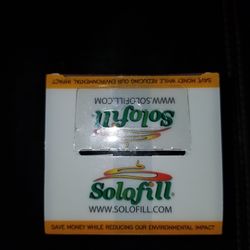 SAVE MONEY WHILE REDUCING OUR ENVIRONMENTAL IMPACT
WWW.SOLOFILL.COM
Solofill
Solofill®
WWW.SOLOFILL.COM
SAVE MONEY WHILE REDUCING OUR ENVIRONMENTAL IMPACT